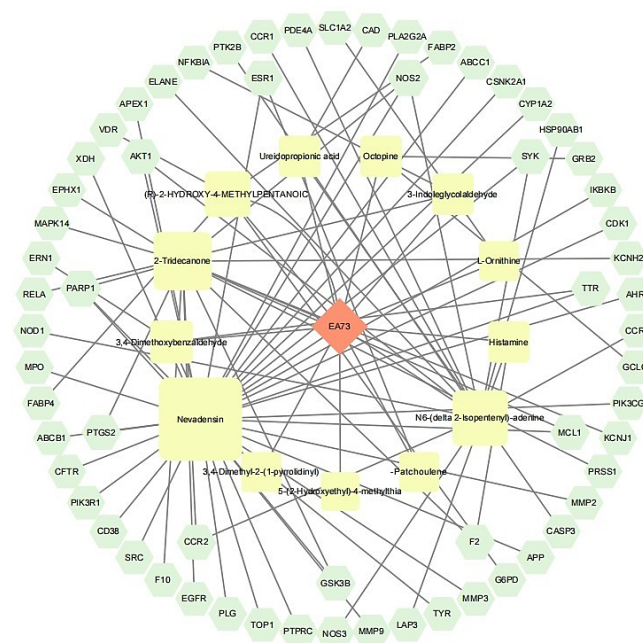 SLC1A2
PDE4A
CAD
CCR1
PLA2G2A
PTK2B
FABP2
NFKBIA
ESR1
NOS2
ABCC1
ELANE
CSNK2A1
APEX1
CYP1A2
VDR
HSP90AB1
XDH
AKT1
Ureidopropionic acid
Octopine
SYK
GRB2
EPHX1
(R)-2-HYDROXY-4-METHYLPENTANOIC
3-Indoleglycolaldehyde
IKBKB
MAPK14
CDK1
ERN1
2-Tridecanone
L-Ornithine
KCNH2
RELA
PARP1
TTR
AHR
NOD1
EA73
CCR
3,4-Dimethoxybenzaldehyde
Histamine
MPO
GCLC
FABP4
PIK3CG
Nevadensin
N6-(delta 2-Isopentenyl)-adenine
ABCB1
PTGS2
MCL1
KCNJ1
CFTR
3,4-Dimethyl-2-(1-pyrrolidinyl)
-Patchoulene
PRSS1
PIK3R1
5-(2-Hydroxyethyl)-4-methylthia
MMP2
CD38
CCR2
F2
CASP3
SRC
APP
F10
GSK3B
G6PD
EGFR
MMP3
PLG
TYR
TOP1
LAP3
PTPRC
NOS3
MMP9